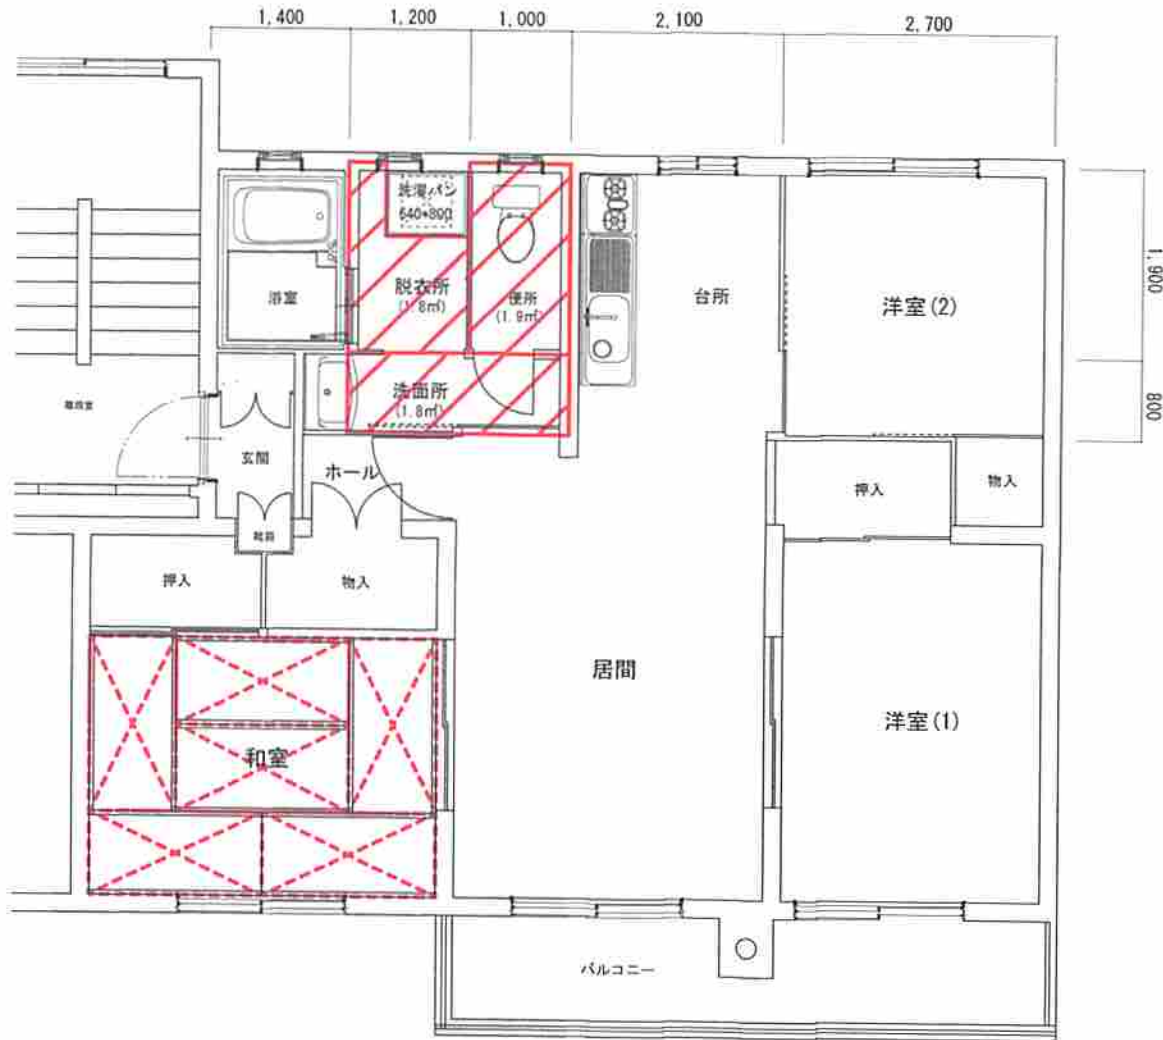 1,400
1,200
1,000
2,100
2,700
洗濯パン
640*800
脱衣所
(1.8㎡)
便所
(1.9㎡)
浴室
台所
洋室(2)
1,900
800
洗面所
(1.8㎡)
階段室
玄関
ホール
押入
物入
押入
物入
居間
洋室(1)
和室
バルコニー